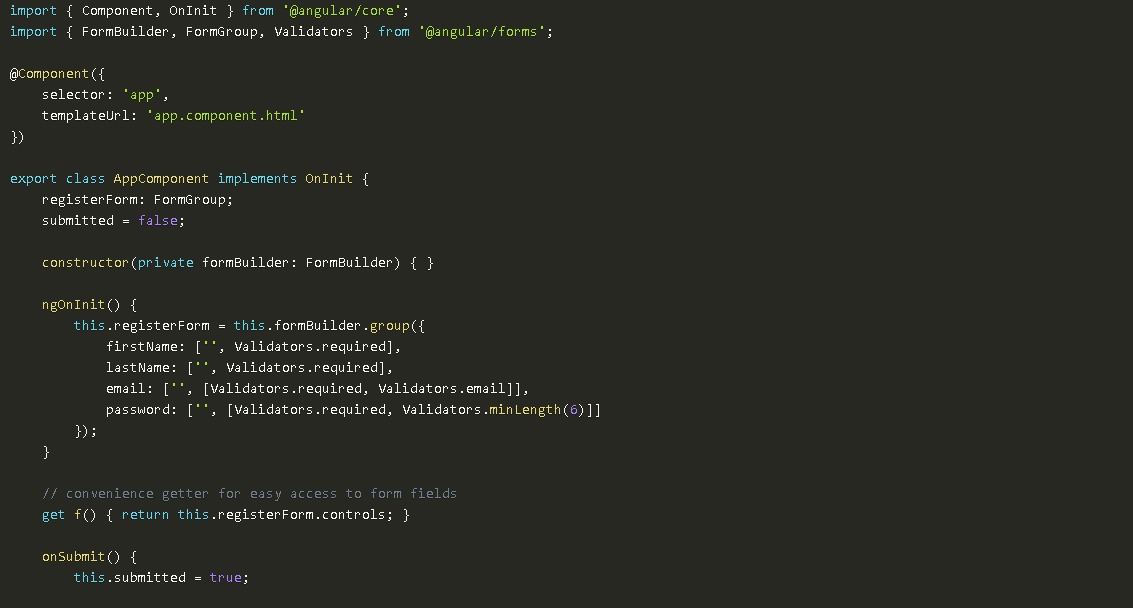 import { Component, OnInit } from '@angular/core';
import { FormBuilder, FormGroup, Validators } from '@angular/forms';

@Component({
    selector: 'app',
    templateUrl: 'app.component.html'
})

export class AppComponent implements OnInit {
    registerForm: FormGroup;
    submitted = false;

    constructor(private formBuilder: FormBuilder) { }

    ngOnInit() {
        this.registerForm = this.formBuilder.group({
            firstName: ['', Validators.required],
            lastName: ['', Validators.required],
            email: ['', [Validators.required, Validators.email]],
            password: ['', [Validators.required, Validators.minLength(6)]]
        });
    }

    // convenience getter for easy access to form fields
    get f() { return this.registerForm.controls; }

    onSubmit() {
        this.submitted = true;